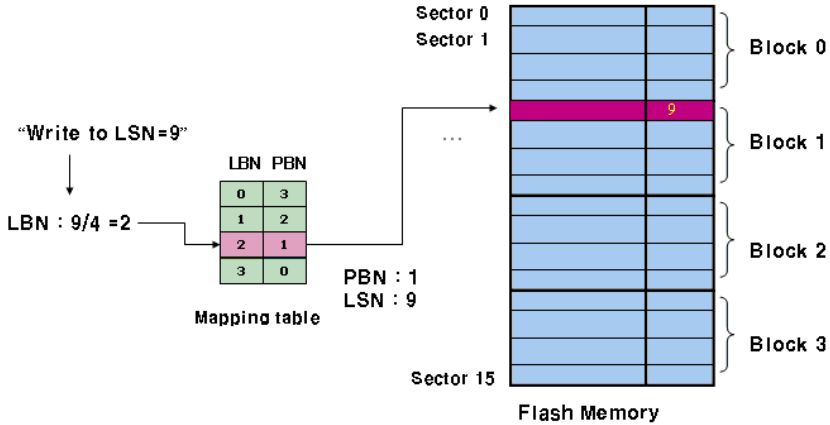 Sector 0
Sector 1
Block 0
9
"Write to LSN=9"
...
Block 1
LBN PBN
0 3
LBN : 9/4 =2
1 2
2 1
Block 2
3 0
PBN : 1
LSN : 9
Mapping table
Block 3
Sector 15
Flash Memory